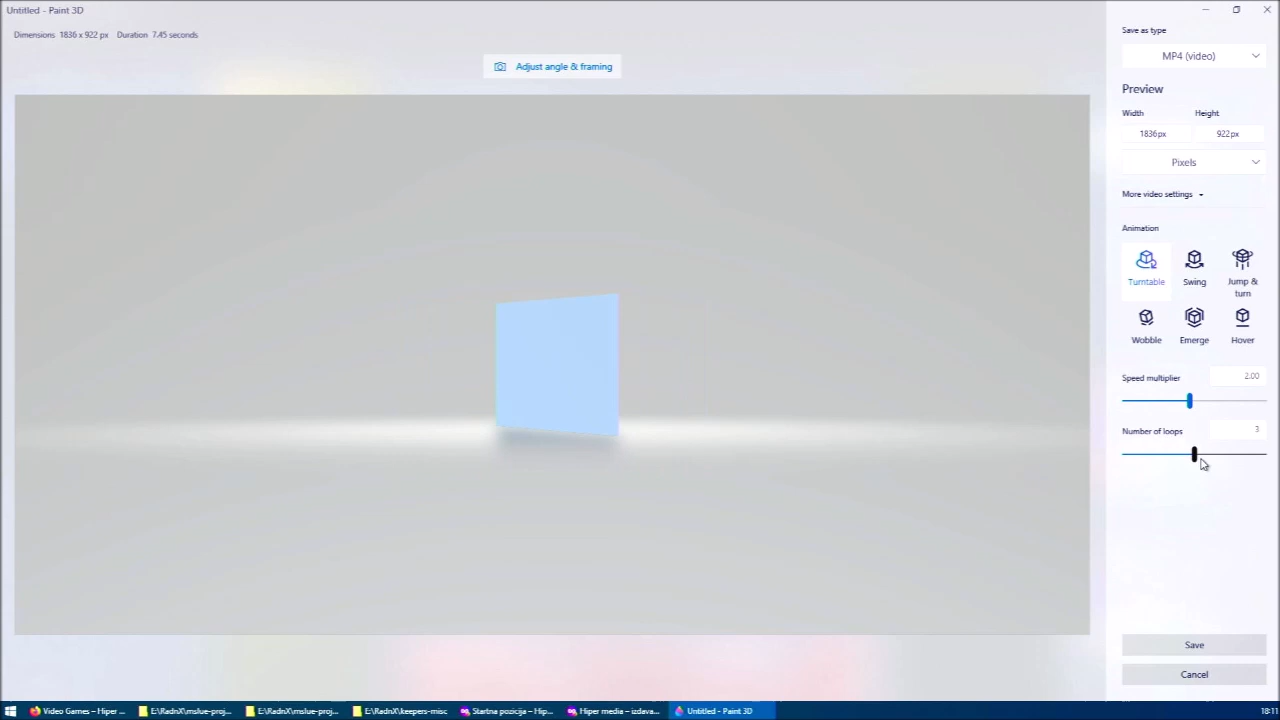 Untitled - Paint 3D
Dimensions 1836 x 922 px Duration 7.45 seconds
Adjust angle & framing
Save as type
MP4 (video)
Preview
Width Height
1836px 922px
Pixels
More video settings
Animation
Turntable Swing Jump &
turn
Wobble Emerge Hover
Speed multiplier 2.00
Number of loops 3
Save
Cancel
Video Games – Hiper ... E:\RadnX\mslue-proj... E:\RadnX\mslue-proj... E:\RadnX\keepers-misc Startna pozicija – Hip... Hiper media – izdava... Untitled - Paint 3D 18:11